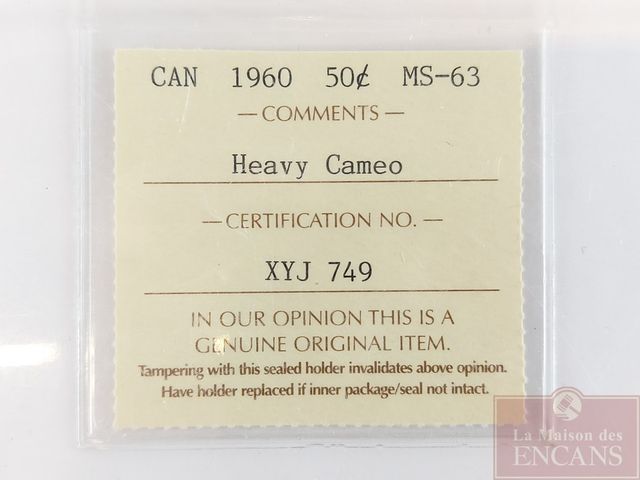 CAN 1960 50¢ MS-63
— COMMENTS —
Heavy Cameo
— CERTIFICATION NO. —
XYJ 749
IN OUR OPINION THIS IS A
GENUINE ORIGINAL ITEM.
Tampering with this sealed holder invalidates above opinion.
Have holder replaced if inner package/seal not intact.
La Maison des
ENCANS